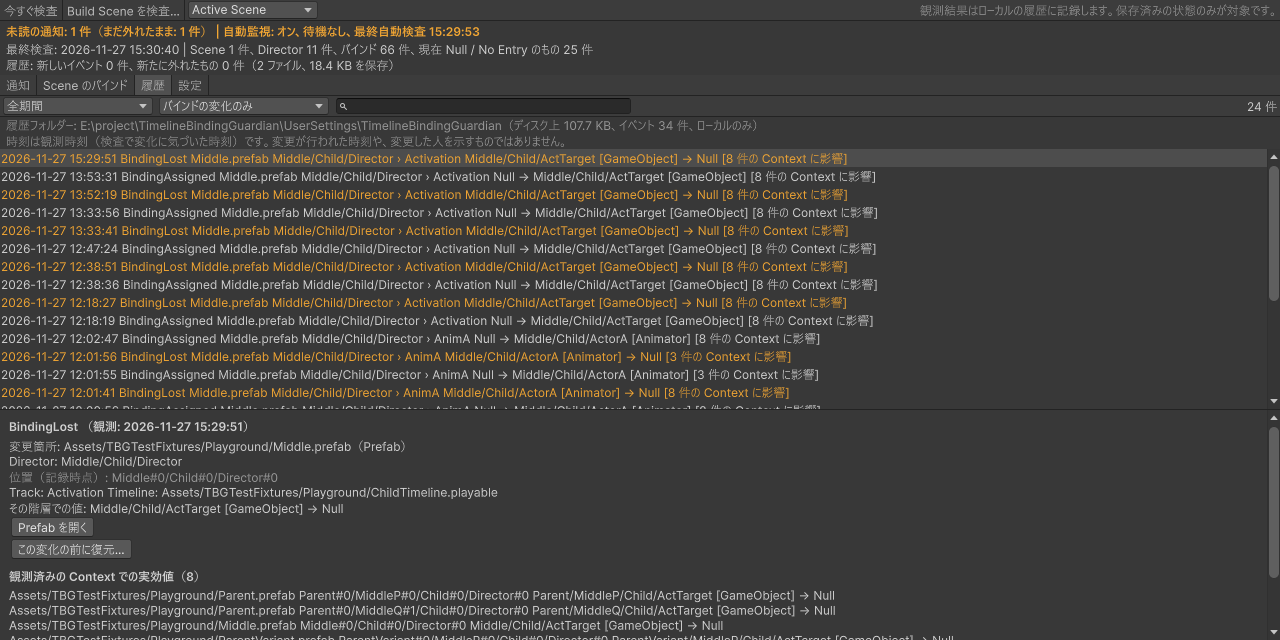 今すぐ検査 Build Scene を検査... Active Scene 観測結果はローカルの履歴に記録します。保存済みの状態のみが対象です。
未読の通知: 1 件（まだ外れたまま: 1 件） | 自動監視: オン、待機なし、最終自動検査 15:29:53
最終検査: 2026-11-27 15:30:40 | Scene 1 件、Director 11 件、バインド 66 件、現在 Null / No Entry のもの 25 件
履歴: 新しいイベント 0 件、新たに外れたもの 0 件（2 ファイル、18.4 KB を保存）
通知 Scene のバインド 履歴 設定
全期間 バインドの変化のみ 24 件
履歴フォルダー: E:\project\TimelineBindingGuardian\UserSettings\TimelineBindingGuardian（ディスク上 107.7 KB、イベント 34 件、ローカルのみ）
時刻は観測時刻（検査で変化に気づいた時刻）です。変更が行われた時刻や、変更した人を示すものではありません。
2026-11-27 15:29:51 BindingLost Middle.prefab Middle/Child/Director › Activation Middle/Child/ActTarget [GameObject] → Null [8 件の Context に影響]
2026-11-27 13:53:31 BindingAssigned Middle.prefab Middle/Child/Director › Activation Null → Middle/Child/ActTarget [GameObject] [8 件の Context に影響]
2026-11-27 13:52:19 BindingLost Middle.prefab Middle/Child/Director › Activation Middle/Child/ActTarget [GameObject] → Null [8 件の Context に影響]
2026-11-27 13:33:56 BindingAssigned Middle.prefab Middle/Child/Director › Activation Null → Middle/Child/ActTarget [GameObject] [8 件の Context に影響]
2026-11-27 13:33:41 BindingLost Middle.prefab Middle/Child/Director › Activation Middle/Child/ActTarget [GameObject] → Null [8 件の Context に影響]
2026-11-27 12:47:24 BindingAssigned Middle.prefab Middle/Child/Director › Activation Null → Middle/Child/ActTarget [GameObject] [8 件の Context に影響]
2026-11-27 12:38:51 BindingLost Middle.prefab Middle/Child/Director › Activation Middle/Child/ActTarget [GameObject] → Null [8 件の Context に影響]
2026-11-27 12:38:36 BindingAssigned Middle.prefab Middle/Child/Director › Activation Null → Middle/Child/ActTarget [GameObject] [8 件の Context に影響]
2026-11-27 12:18:27 BindingLost Middle.prefab Middle/Child/Director › Activation Middle/Child/ActTarget [GameObject] → Null [8 件の Context に影響]
2026-11-27 12:18:19 BindingAssigned Middle.prefab Middle/Child/Director › Activation Null → Middle/Child/ActTarget [GameObject] [8 件の Context に影響]
2026-11-27 12:02:47 BindingAssigned Middle.prefab Middle/Child/Director › AnimA Null → Middle/Child/ActorA [Animator] [8 件の Context に影響]
2026-11-27 12:01:56 BindingLost Middle.prefab Middle/Child/Director › AnimA Middle/Child/ActorA [Animator] → Null [3 件の Context に影響]
2026-11-27 12:01:55 BindingAssigned Middle.prefab Middle/Child/Director › AnimA Null → Middle/Child/ActorA [Animator] [3 件の Context に影響]
2026-11-27 12:01:41 BindingLost Middle.prefab Middle/Child/Director › AnimA Middle/Child/ActorA [Animator] → Null [8 件の Context に影響]
BindingLost （観測: 2026-11-27 15:29:51）
変更箇所: Assets/TBGTestFixtures/Playground/Middle.prefab（Prefab）
Director: Middle/Child/Director
位置（記録時点）: Middle#0/Child#0/Director#0
Track: Activation Timeline: Assets/TBGTestFixtures/Playground/ChildTimeline.playable
その階層での値: Middle/Child/ActTarget [GameObject] → Null
Prefab を開く
この変化の前に復元...
観測済みの Context での実効値（8）
Assets/TBGTestFixtures/Playground/Parent.prefab Parent#0/MiddleP#0/Child#0/Director#0 Parent/MiddleP/Child/ActTarget [GameObject] → Null
Assets/TBGTestFixtures/Playground/Parent.prefab Parent#0/MiddleQ#1/Child#0/Director#0 Parent/MiddleQ/Child/ActTarget [GameObject] → Null
Assets/TBGTestFixtures/Playground/Middle.prefab Middle#0/Child#0/Director#0 Middle/Child/ActTarget [GameObject] → Null